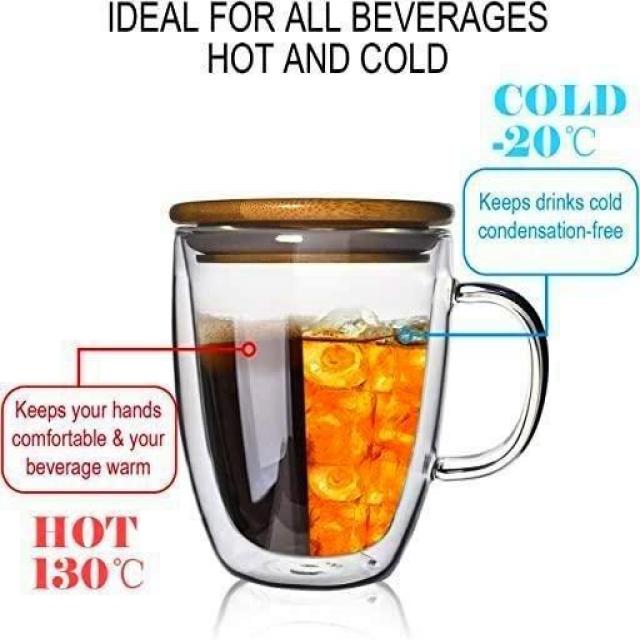 IDEAL FOR ALL BEVERAGES
HOT AND COLD
COLD
-20℃
Keeps drinks cold
condensation-free
Keeps your hands
comfortable & your
beverage warm
HOT
130℃